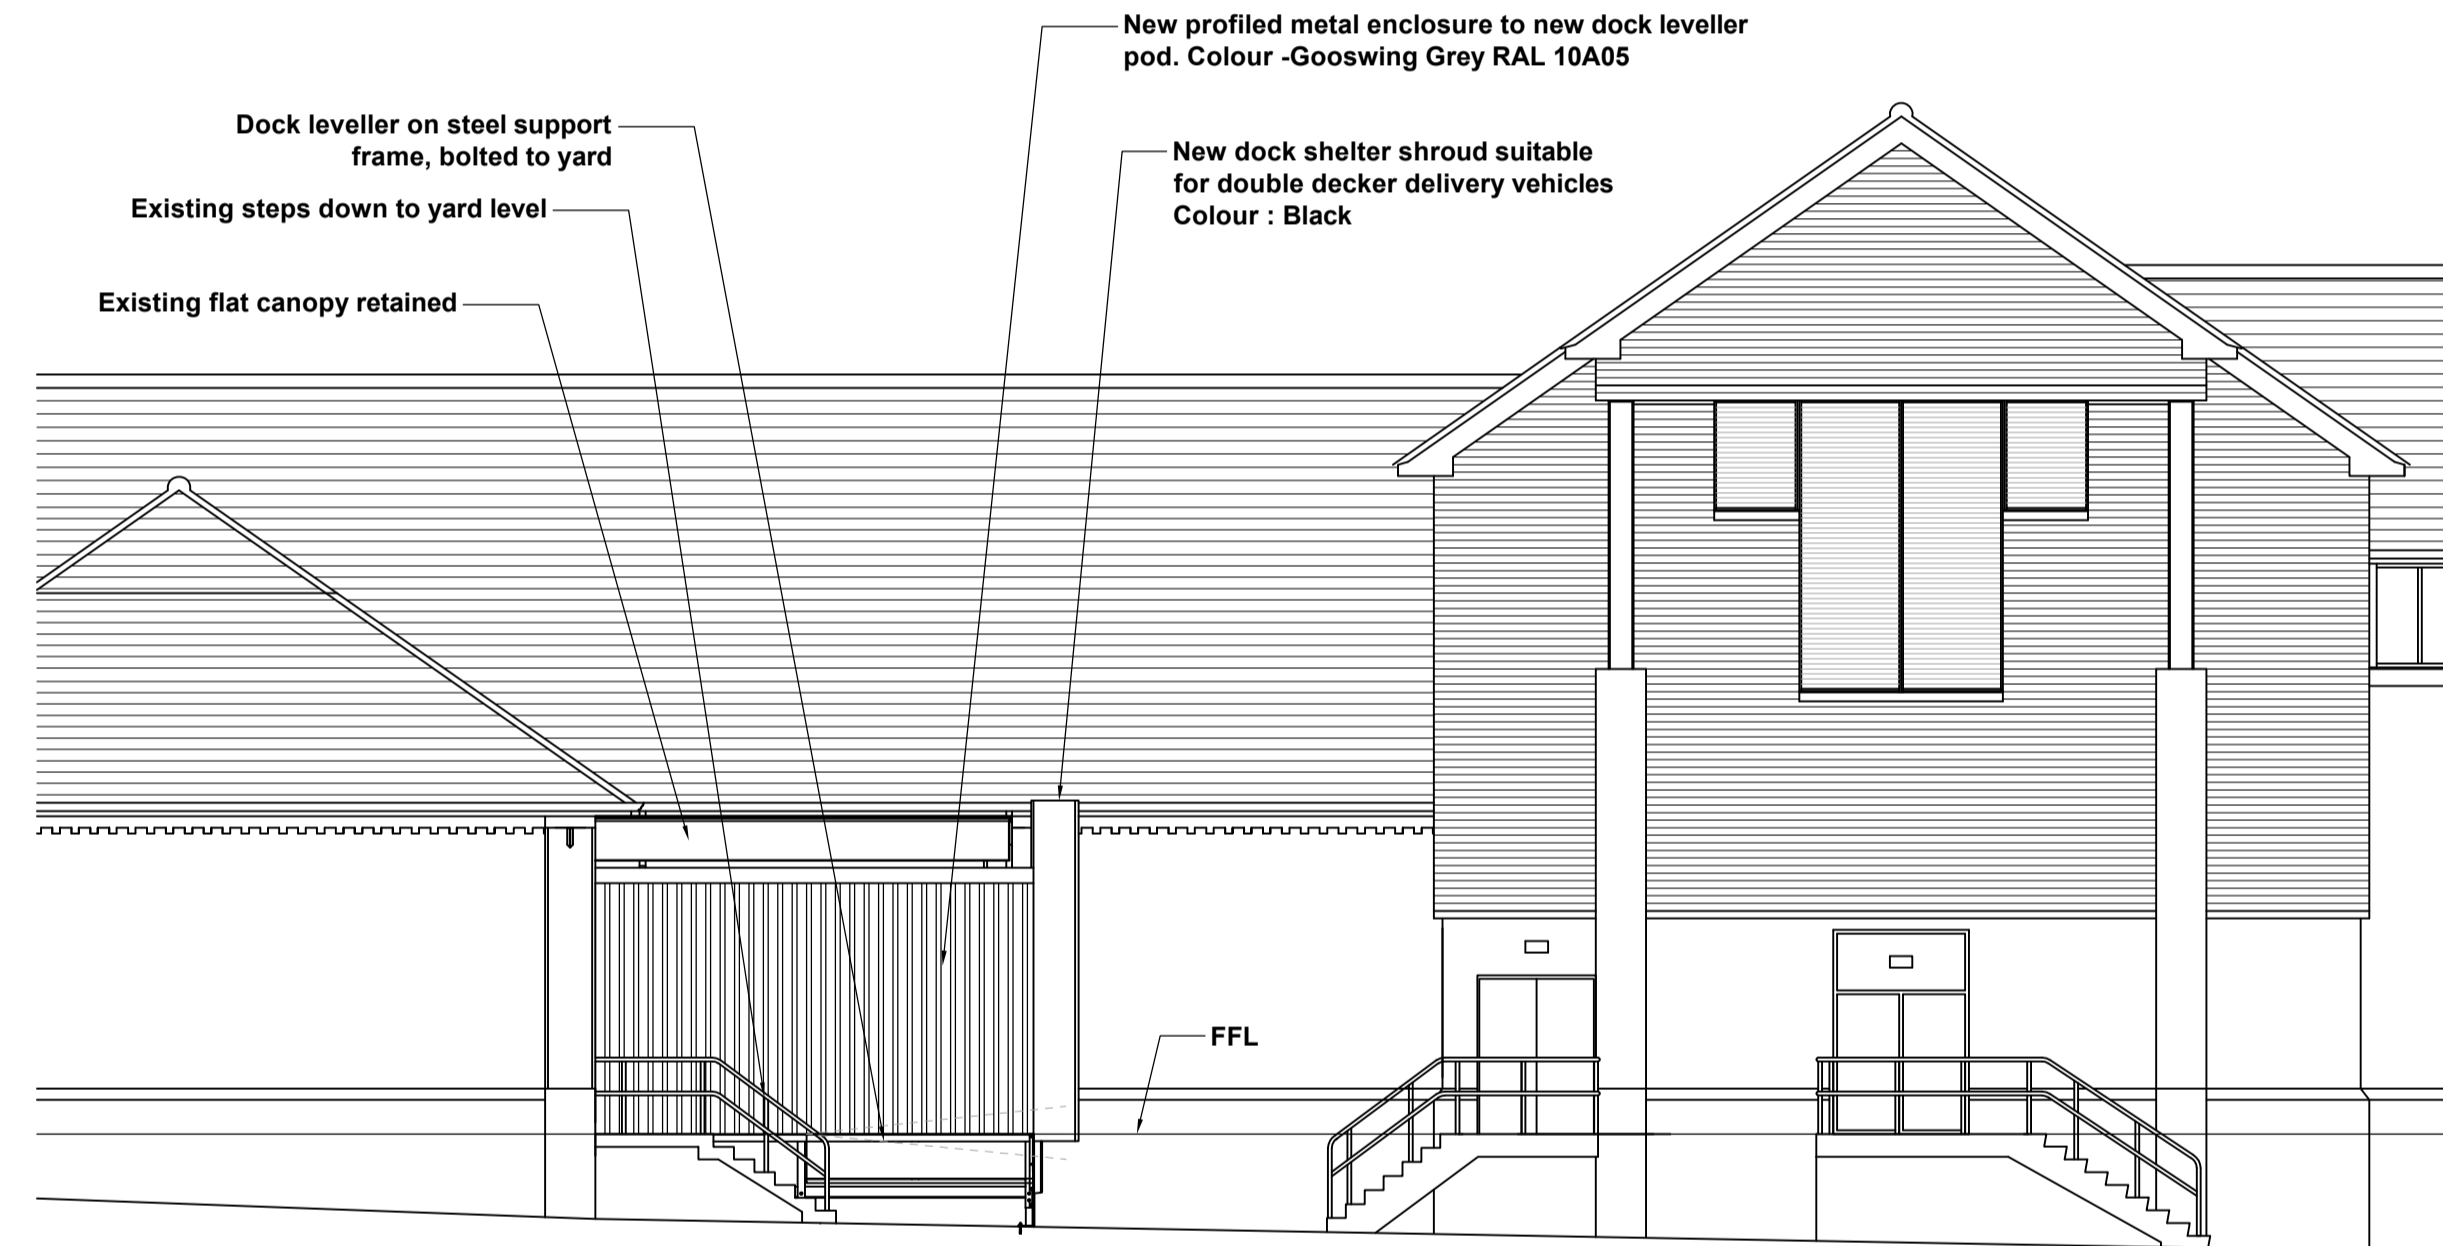 New profiled metal enclosure to new dock leveller
pod. Colour -Gooswing Grey RAL 10A05
Dock leveller on steel support
frame, bolted to yard
New dock shelter shroud suitable
for double decker delivery vehicles
Colour : Black
Existing steps down to yard level
Existing flat canopy retained
FFL